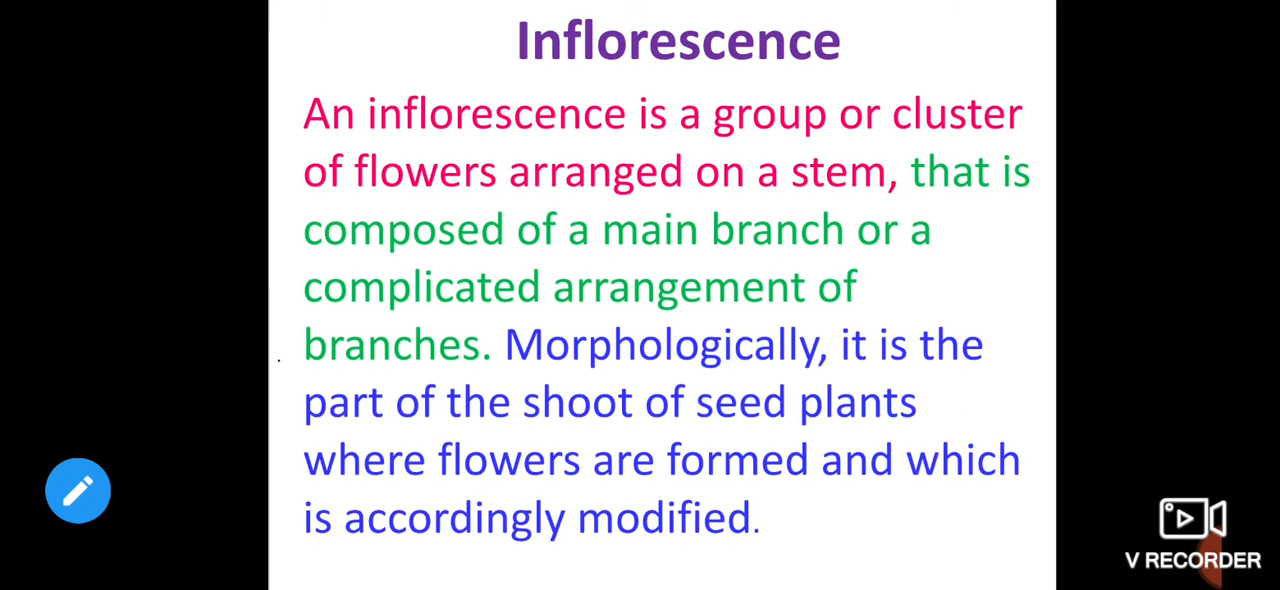 Inflorescence
An inflorescence is a group or cluster
of flowers arranged on a stem, that is
composed of a main branch or a
complicated arrangement of
branches. Morphologically, it is the
part of the shoot of seed plants
where flowers are formed and which
is accordingly modified.
V RECORDER